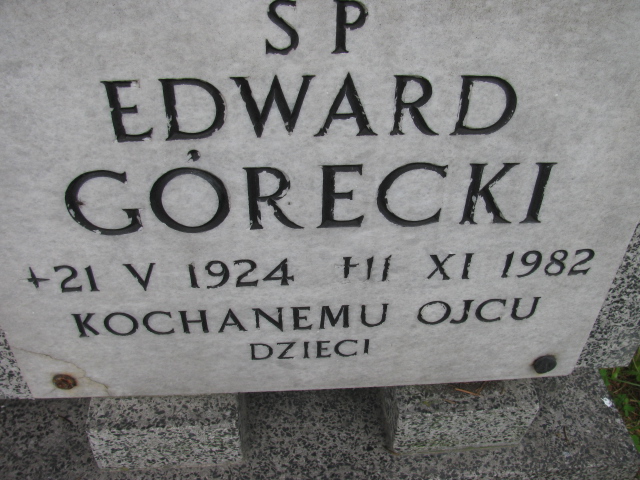 SP
EDWARD
GÓRECKI
+21 V 1924 +11 XI 1982
KOCHANEMU OJCU
DZIECI